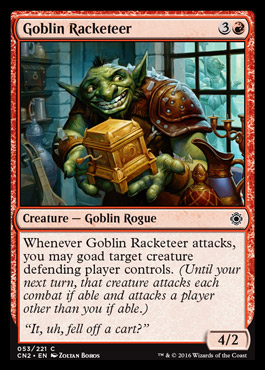 Goblin Racketeer 3
Creature — Goblin Rogue
Whenever Goblin Racketeer attacks,
you may goad target creature
defending player controls. (Until your
next turn, that creature attacks each
combat if able and attacks a player
other than you if able.)
"It, uh, fell off a cart?"
4/2
053/221 C
CN2 • EN ZOLTAN BOROS
™ & © 2016 Wizards of the Coast